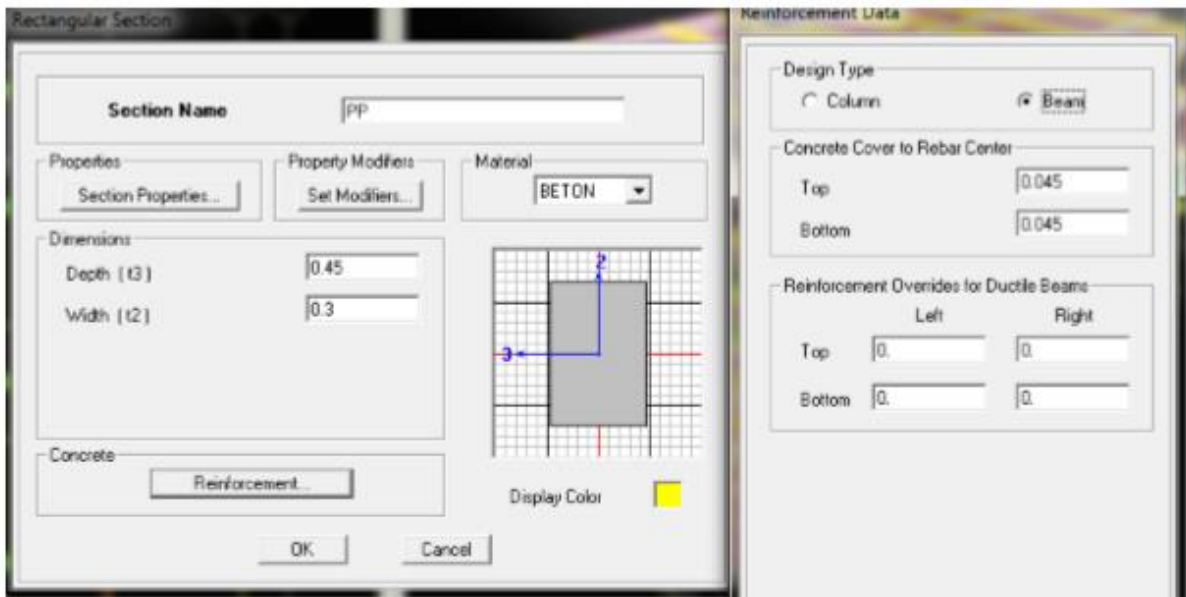 Rectangular Section
Section Name PP
Properties
Section Properties...
Property Modifiers
Set Modifiers...
Material
BETON
Dimensions
Depth ( t3 ) 0.45
Width ( t2 ) 0.3
2
3
Concrete
Reinforcement...
Display Color
OK Cancel
Reinforcement Data
Design Type
Column Beam
Concrete Cover to Rebar Center
Top 0.045
Bottom 0.045
Reinforcement Overrides for Ductile Beams
Left Right
Top 0. 0.
Bottom 0. 0.